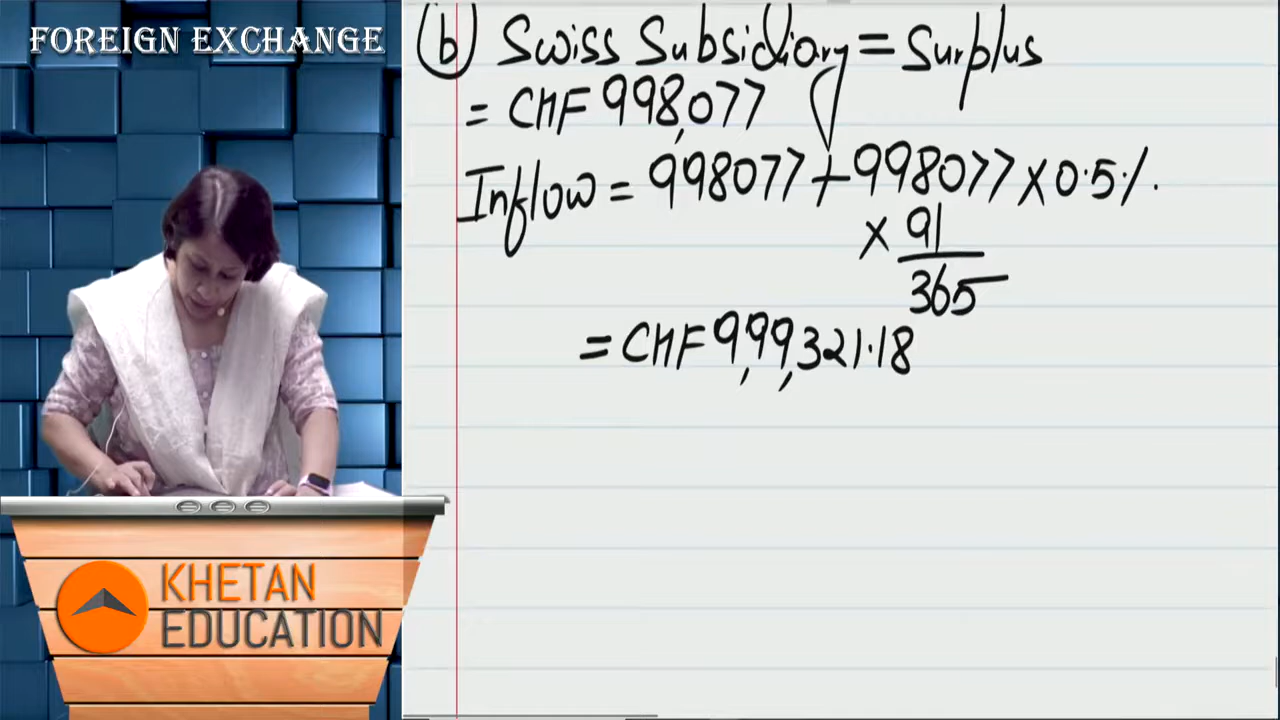 FOREIGN EXCHANGE
(b) Swiss Subsidiary = Surplus
= CHF 998,077
Inflow = 998077 + 998077 × 0.5%
× 91
365
= CHF 9,99,321.18
KHETAN
EDUCATION